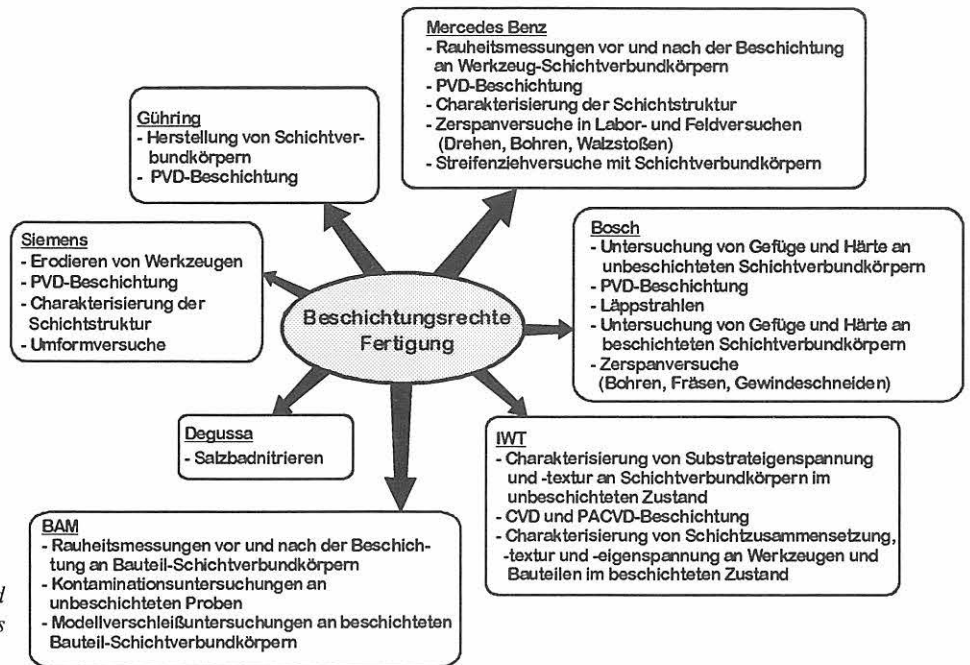 Mercedes Benz
- Rauheitsmessungen vor und nach der Beschichtung
an Werkzeug-Schichtverbundkörpern
- PVD-Beschichtung
- Charakterisierung der Schichtstruktur
- Zerspanversuche in Labor- und Feldversuchen
(Drehen, Bohren, Walzstoßen)
- Streifenziehversuche mit Schichtverbundkörpern
Gühring
- Herstellung von Schichtver-
bundkörpern
- PVD-Beschichtung
Siemens
- Erodieren von Werkzeugen
- PVD-Beschichtung
- Charakterisierung der
Schichtstruktur
- Umformversuche
Beschichtungsrechte
Fertigung
Bosch
- Untersuchung von Gefüge und Härte an
unbeschichteten Schichtverbundkörpern
- PVD-Beschichtung
- Läppstrahlen
- Untersuchung von Gefüge und Härte an
beschichteten Schichtverbundkörpern
- Zerspanversuche
(Bohren, Fräsen, Gewindeschneiden)
Degussa
- Salzbadnitrieren
IWT
- Charakterisierung von Substrateigenspannung
und -textur an Schichtverbundkörpern im
unbeschichteten Zustand
- CVD und PACVD-Beschichtung
- Charakterisierung von Schichtzusammensetzung,
-textur und -eigenspannung an Werkzeugen und
Bauteilen im beschichteten Zustand
BAM
- Rauheitsmessungen vor und nach der Beschich-
tung an Bauteil-Schichtverbundkörpern
- Kontaminationsuntersuchungen an
unbeschichteten Proben
- Modellverschleißuntersuchungen an beschichteten
Bauteil-Schichtverbundkörpern